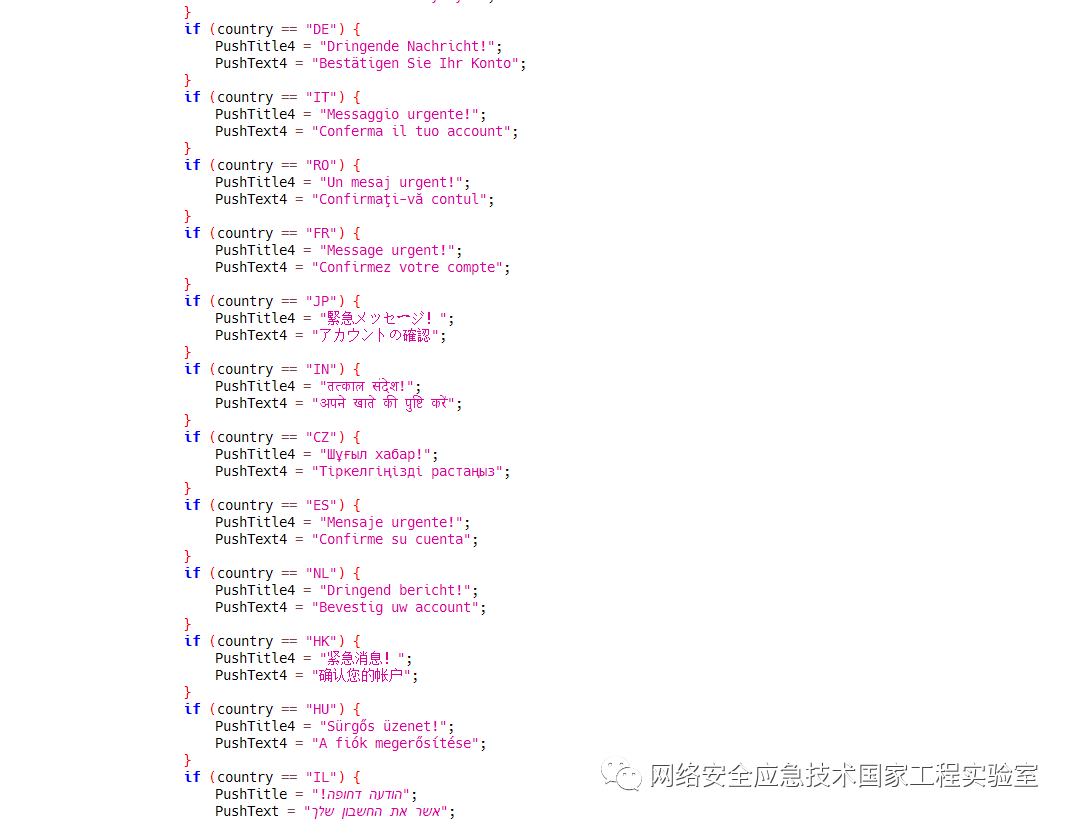 }
if (country == "DE") {
PushTitle4 = "Dringende Nachricht!";
PushText4 = "Bestätigen Sie Ihr Konto";
}
if (country == "IT") {
PushTitle4 = "Messaggio urgente!";
PushText4 = "Conferma il tuo account";
}
if (country == "RO") {
PushTitle4 = "Un mesaj urgent!";
PushText4 = "Confirmaţi-vă contul";
}
if (country == "FR") {
PushTitle4 = "Message urgent!";
PushText4 = "Confirmez votre compte";
}
if (country == "JP") {
PushTitle4 = "緊急メッセージ！";
PushText4 = "アカウントの確認";
}
if (country == "IN") {
PushTitle4 = "तत्काल संदेश!";
PushText4 = "अपने खाते की पुष्टि करें";
}
if (country == "CZ") {
PushTitle4 = "Шұғыл хабар!";
PushText4 = "Тіркелгіңізді растаңыз";
}
if (country == "ES") {
PushTitle4 = "Mensaje urgente!";
PushText4 = "Confirme su cuenta";
}
if (country == "NL") {
PushTitle4 = "Dringend bericht!";
PushText4 = "Bevestig uw account";
}
if (country == "HK") {
PushTitle4 = "紧急消息！";
PushText4 = "确认您的帐户";
}
if (country == "HU") {
PushTitle4 = "Sürgős üzenet!";
PushText4 = "A fiók megerősítése";
}
if (country == "IL") {
PushTitle = "הודעה דחופה!";
PushText = "אשר את החשבון שלך";
网络安全应急技术国家工程实验室